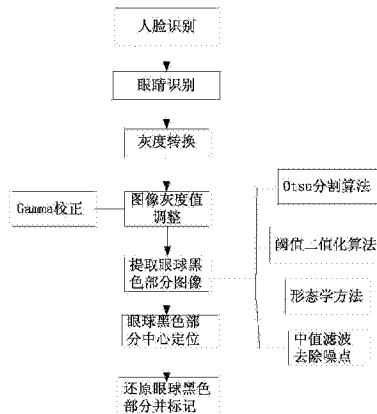 人脸识别
眼睛识别
灰度转换
Gamma校正
图像灰度值
调整
提取眼球黑
色部分图像
Otsu分割算法
阈值二值化算法
形态学方法
中值滤波
去除噪点
眼球黑色部
分中心定位
还原眼球黑色
部分并标记